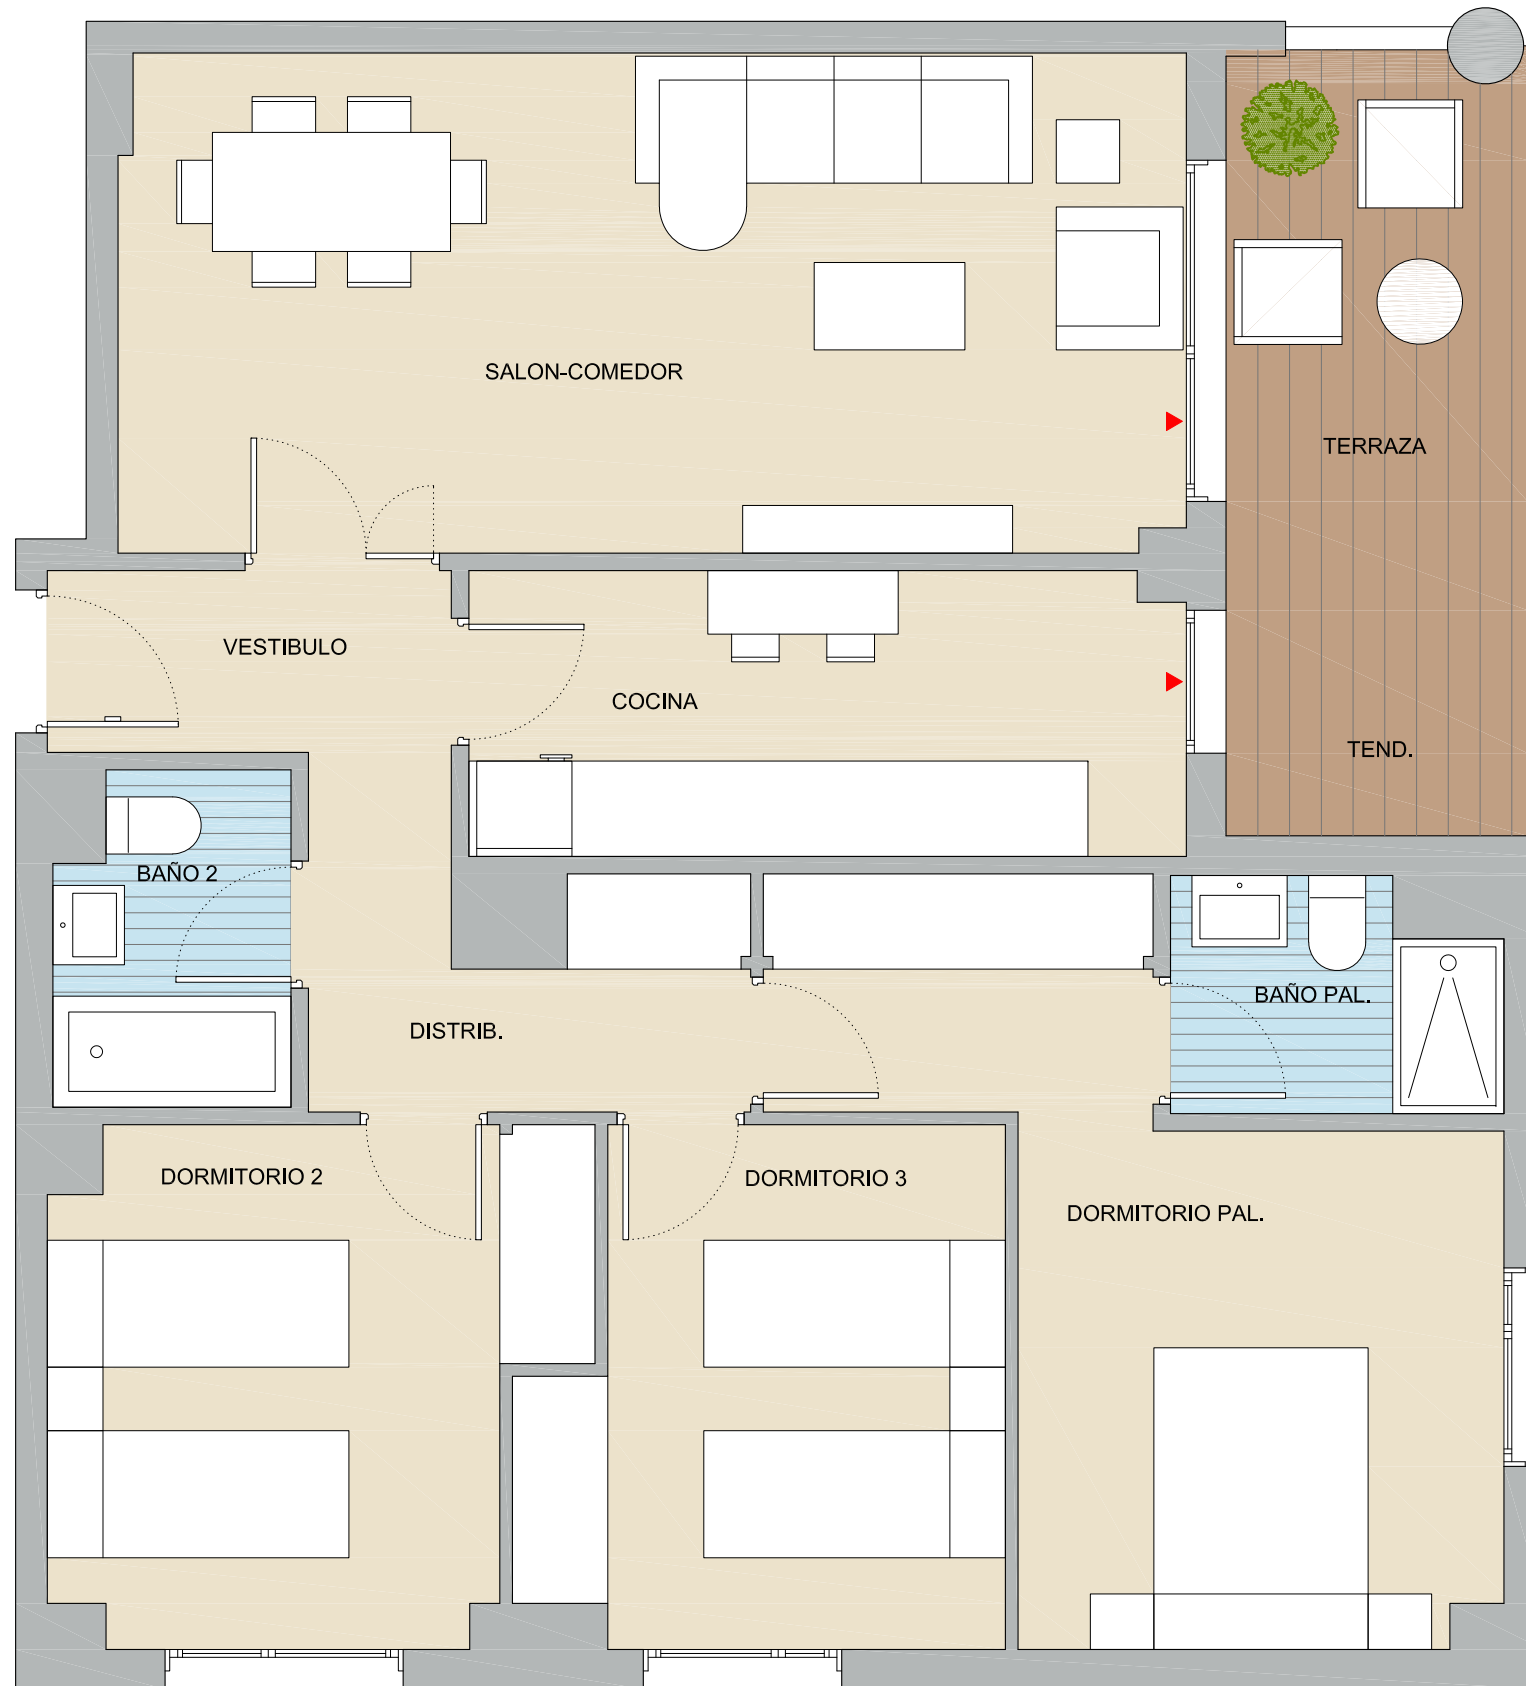 SALON-COMEDOR
TERRAZA
VESTIBULO
COCINA
TEND.
BAÑO 2
BAÑO PAL.
DISTRIB.
DORMITORIO 2
DORMITORIO 3
DORMITORIO PAL.